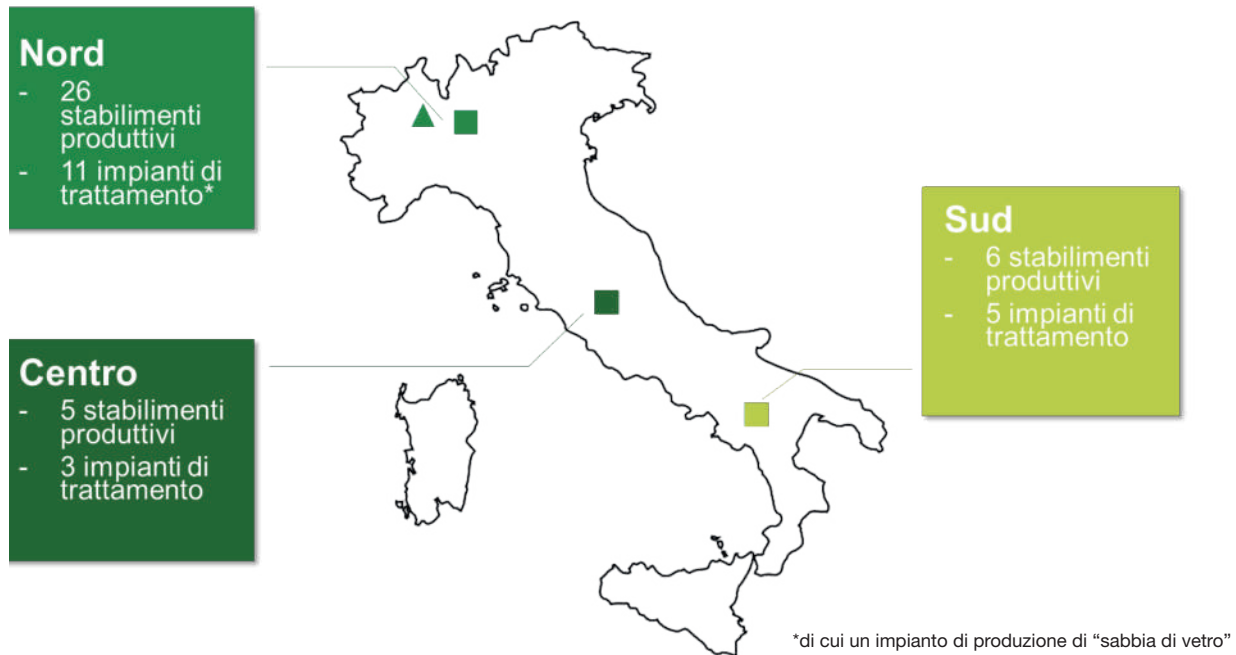 Nord
- 26
stabilimenti
produttivi
- 11 impianti di
trattamento*
Sud
- 6 stabilimenti
produttivi
- 5 impianti di
trattamento
Centro
- 5 stabilimenti
produttivi
- 3 impianti di
trattamento
*di cui un impianto di produzione di “sabbia di vetro”